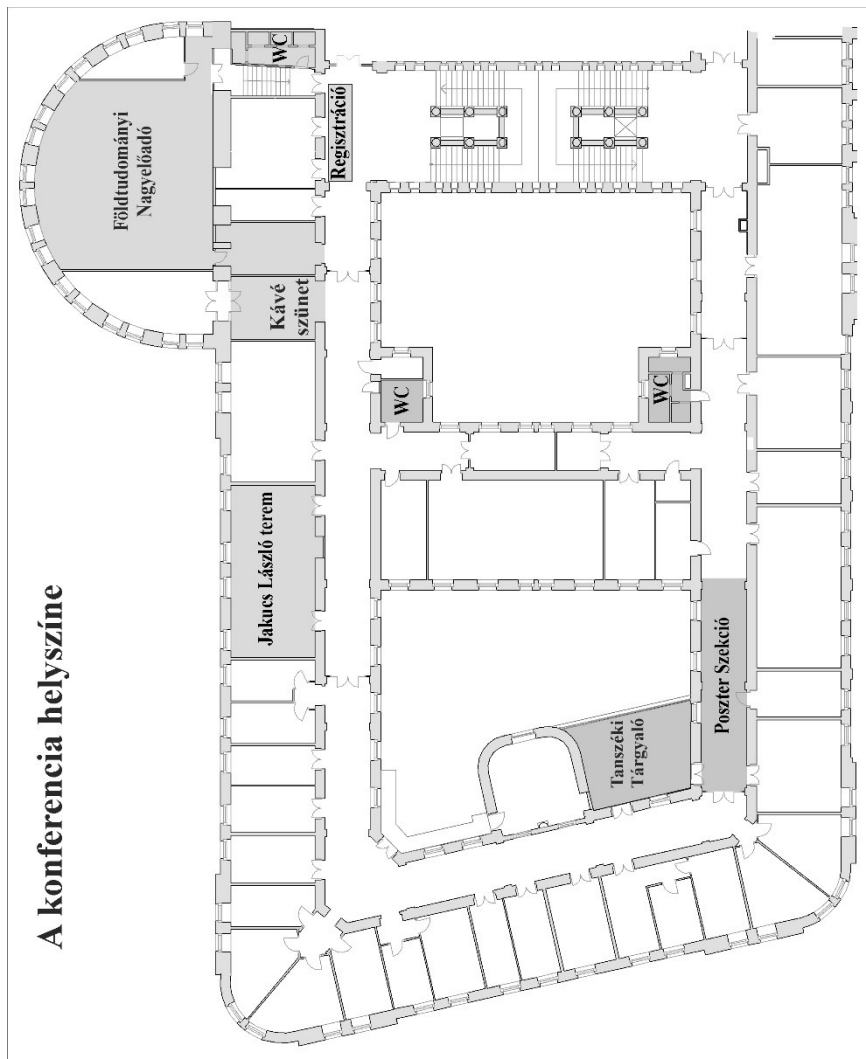 A konferencia helyszíne
Földtudományi
Nagyelőadó
WC
Regisztráció
Kávé
szünet
WC
WC
Jakucs László terem
Tanszéki
Tárgyaló
Poszter Szekció